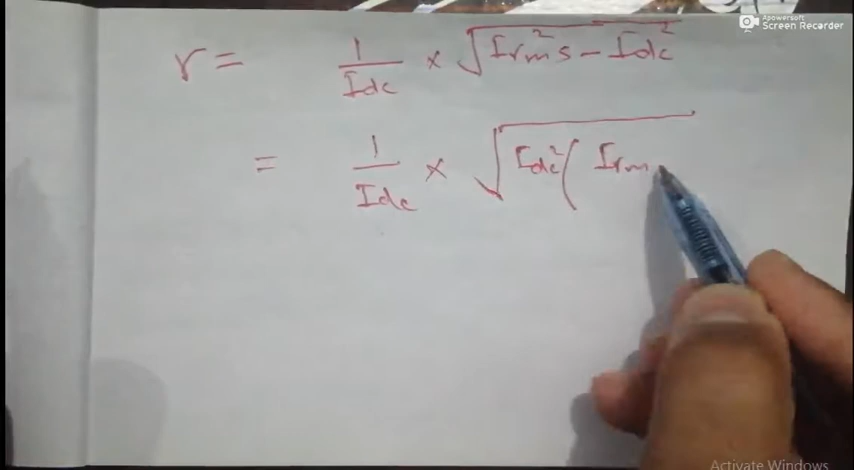 Apowersoft
Screen Recorder
r = 1/Idc × √(Irms² - Idc²)
= 1/Idc × √Idc² ( Irm
Activate Windows